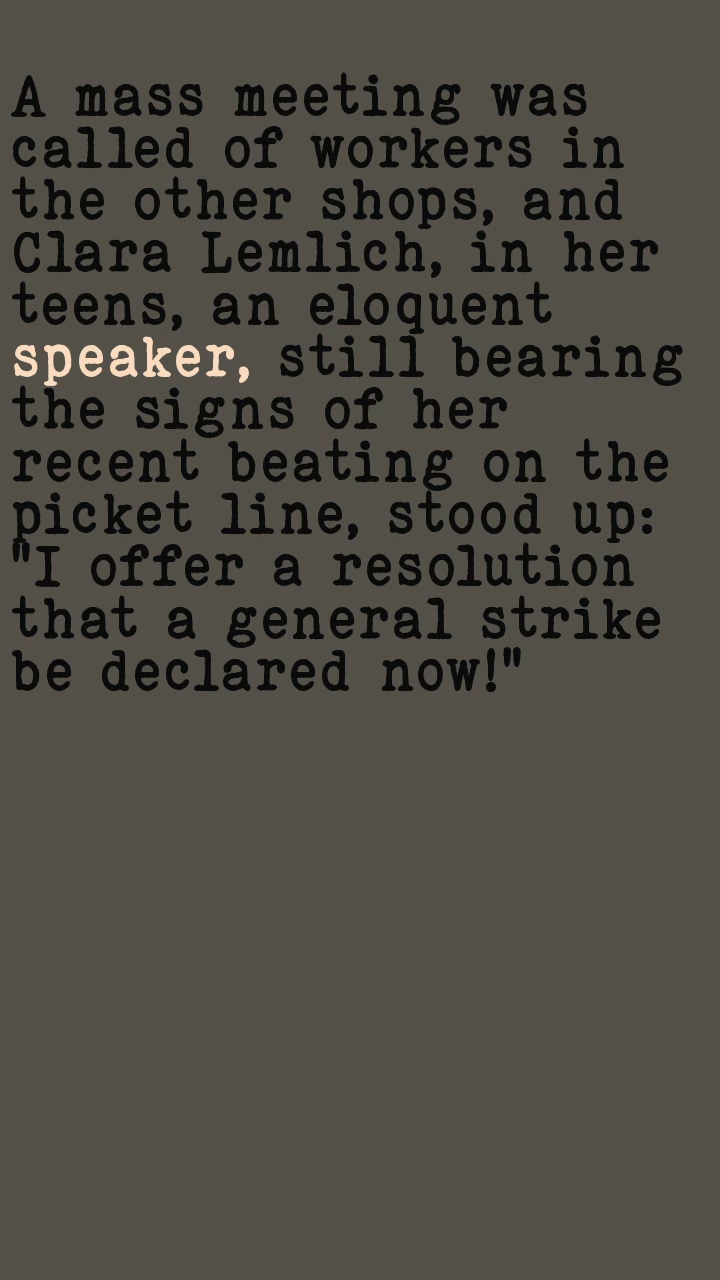 A mass meeting was
called of workers in
the other shops, and
Clara Lemlich, in her
teens, an eloquent
speaker, still bearing
the signs of her
recent beating on the
picket line, stood up:
"I offer a resolution
that a general strike
be declared now!"